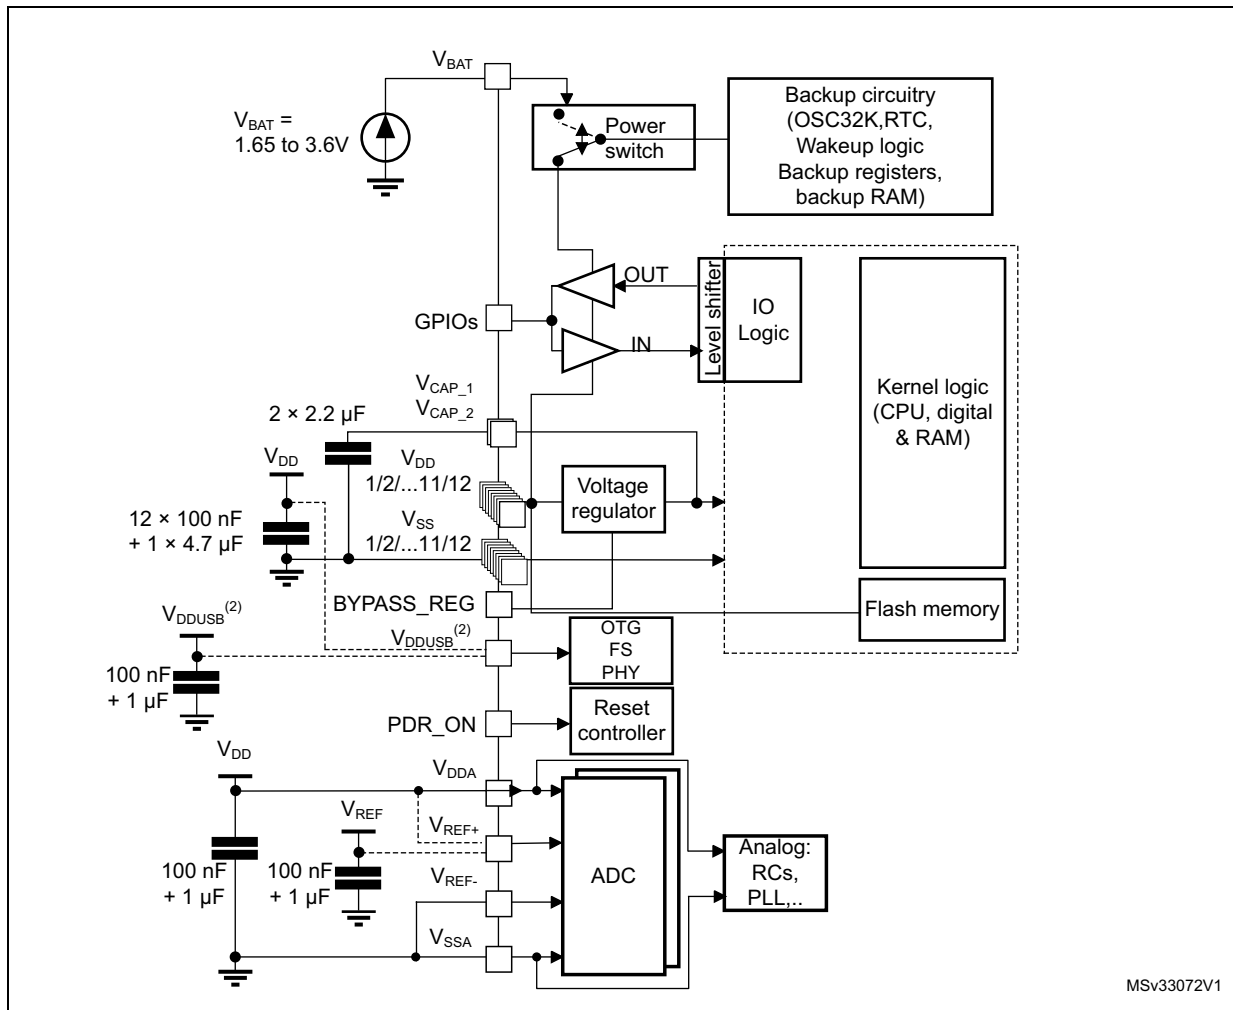 VBAT
VBAT =
1.65 to 3.6V
Power
switch
Backup circuitry
(OSC32K,RTC,
Wakeup logic
Backup registers,
backup RAM)
OUT
GPIOs
IN
Level shifter
IO
Logic
Kernel logic
(CPU, digital
& RAM)
VCAP_1
VCAP_2
2 × 2.2 µF
VDD
VDD
1/2/...11/12
Voltage
regulator
12 × 100 nF
+ 1 × 4.7 µF
VSS
1/2/...11/12
BYPASS_REG
Flash memory
VDDUSB(2)
VDDUSB(2)
OTG
FS
PHY
100 nF
+ 1 µF
PDR_ON
Reset
controller
VDD
VDDA
VREF
VREF+
100 nF
+ 1 µF
100 nF
+ 1 µF
VREF-
ADC
Analog:
RCs,
PLL,..
VSSA
MSv33072V1